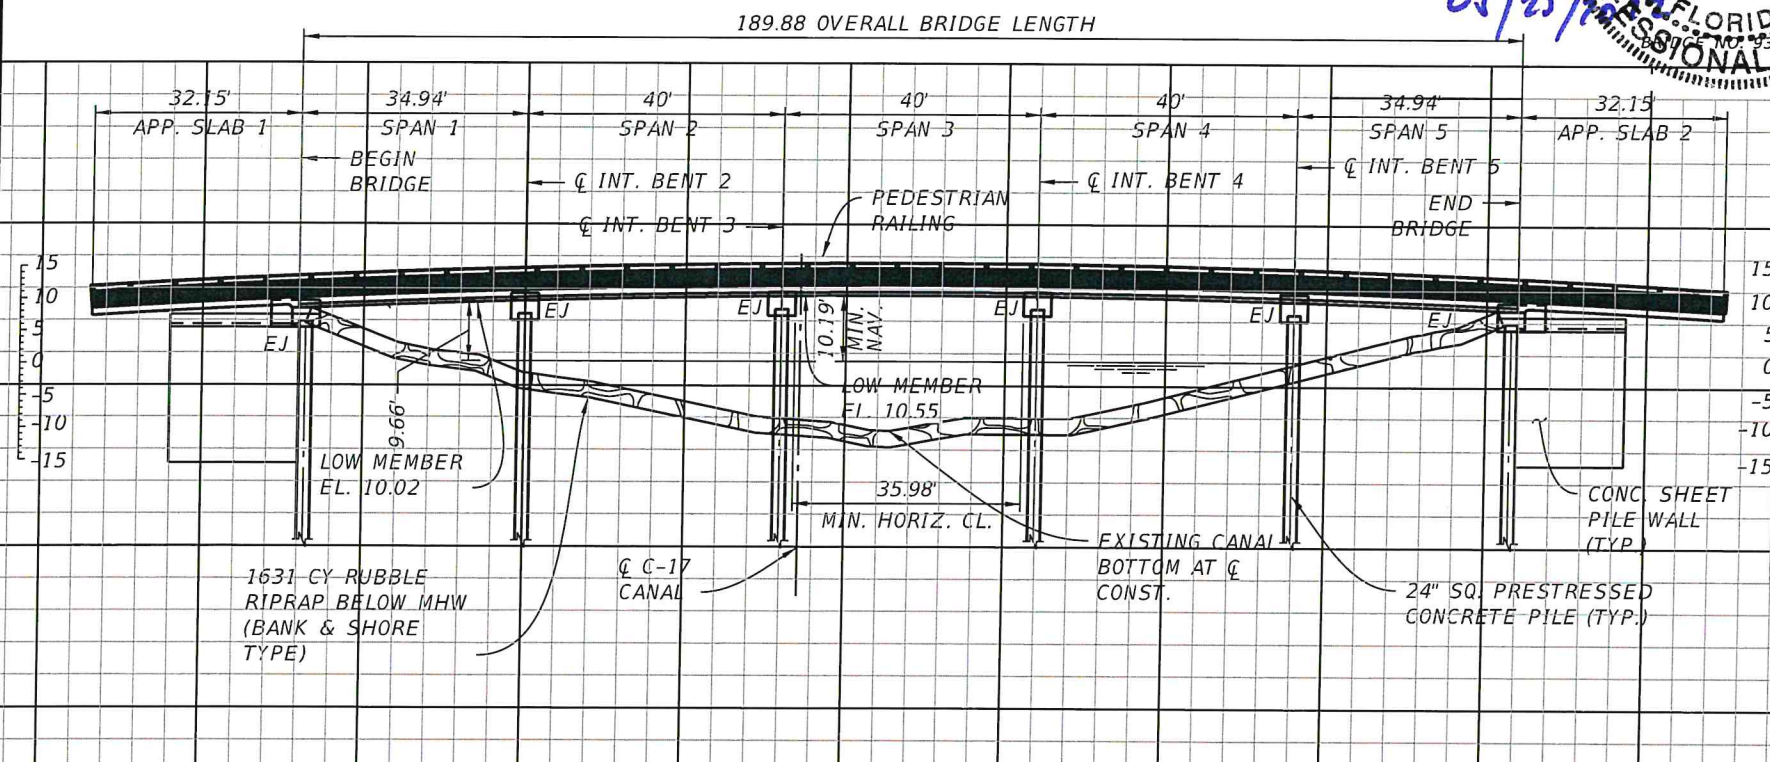 189.88 OVERALL BRIDGE LENGTH
FLORID
SSIONAL
BRIDGE NO. 93
32.15'
34.94'
40'
40'
40'
34.94'
32.15'
APP. SLAB 1
SPAN 1
SPAN 2
SPAN 3
SPAN 4
SPAN 5
APP. SLAB 2
BEGIN
BRIDGE
℄ INT. BENT 2
℄ INT. BENT 3
PEDESTRIAN
RAILING
℄ INT. BENT 4
℄ INT. BENT 5
END
BRIDGE
15
10
5
0
-5
-10
-15
EJ
EJ
EJ
EJ
EJ
EJ
10.19'
MIN.
NAV.
9.66'
LOW MEMBER
EL. 10.55
LOW MEMBER
EL. 10.02
15
10
5
0
-5
-10
-15
35.98'
MIN. HORIZ. CL.
CONC. SHEET
PILE WALL
(TYP.)
EXISTING CANAL
BOTTOM AT ℄
CONST.
℄ C-17
CANAL
1631 CY RUBBLE
RIPRAP BELOW MHW
(BANK & SHORE
TYPE)
24" SQ. PRESTRESSED
CONCRETE PILE (TYP.)